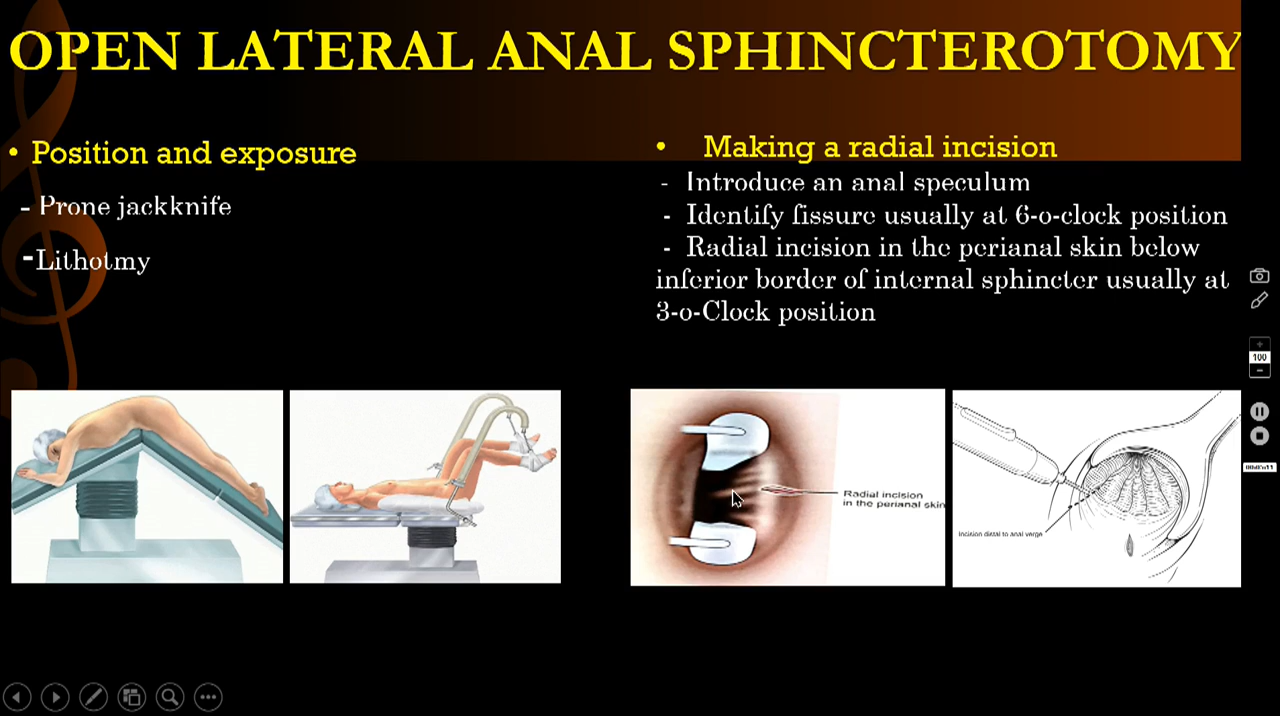 OPEN LATERAL ANAL SPHINCTEROTOMY
• Position and exposure
- Prone jackknife
-Lithotmy
• Making a radial incision
- Introduce an anal speculum
- Identify fissure usually at 6-o-clock position
- Radial incision in the perianal skin below
inferior border of internal sphincter usually at
3-o-Clock position
Radial incision
in the perianal skin
Incision distal to anal verge
100